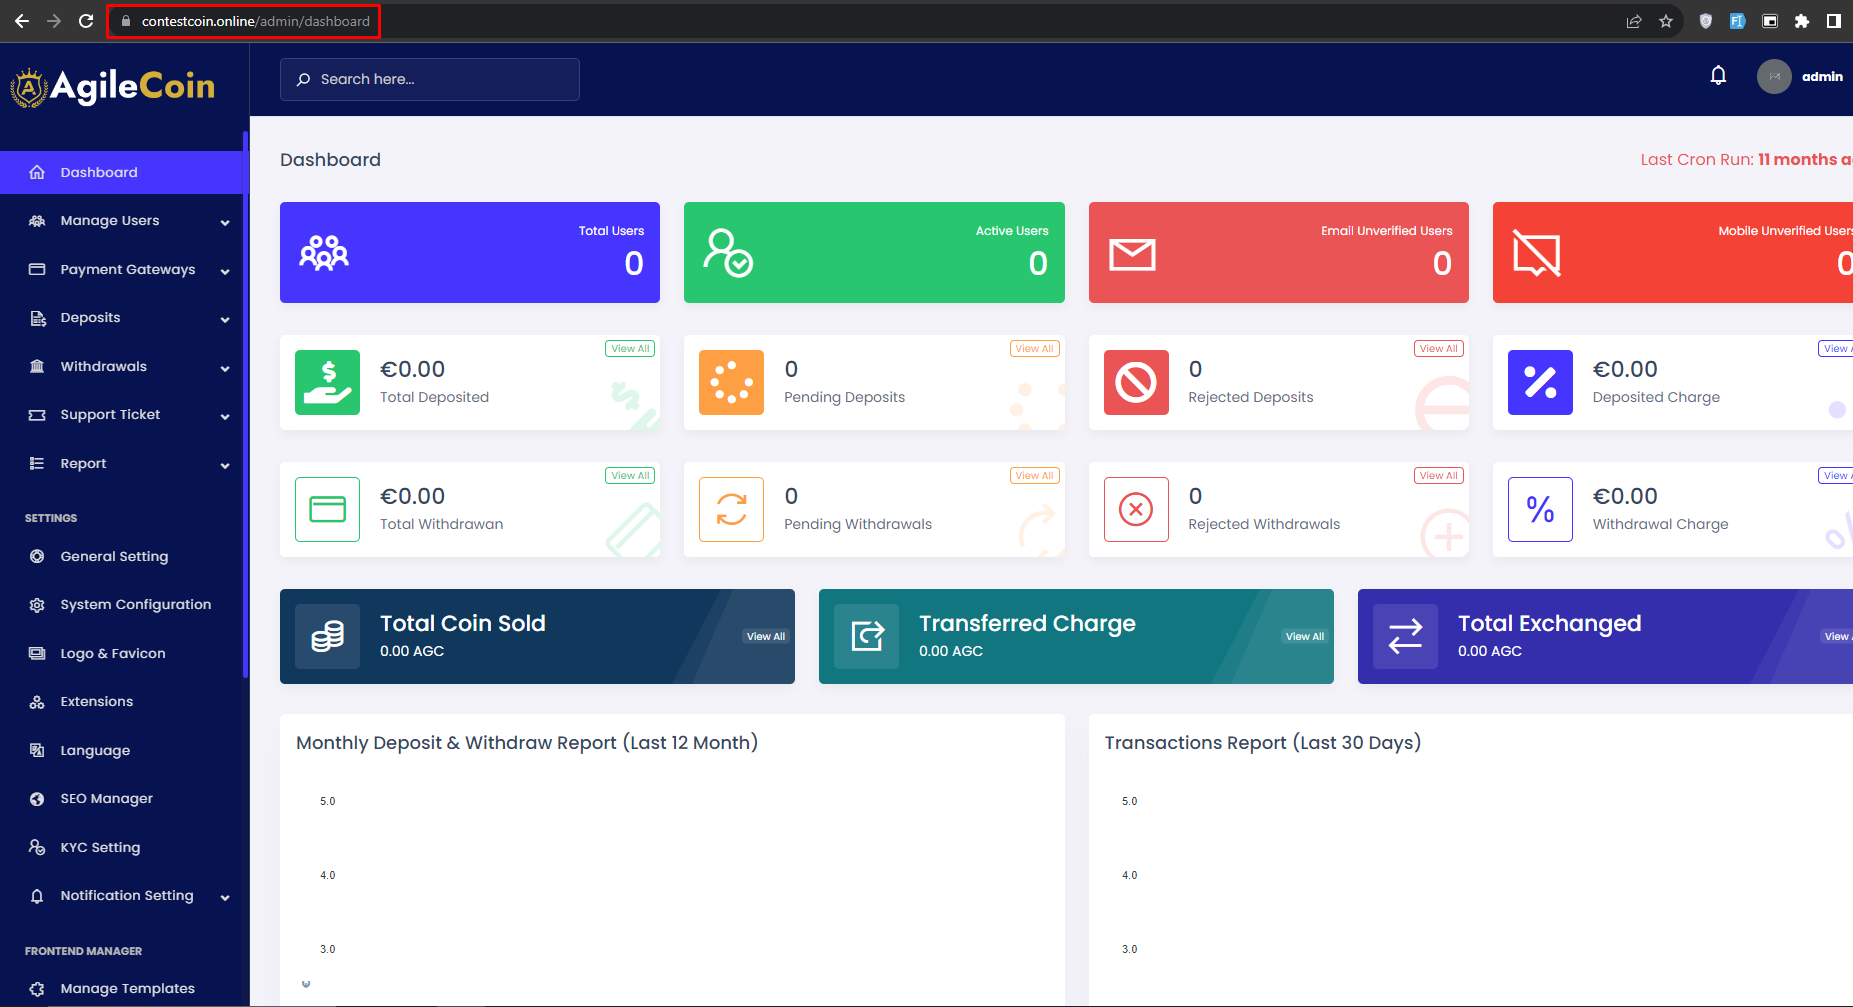 contestcoin.online/admin/dashboard
AgileCoin
Search here...
admin
Dashboard
Manage Users
Payment Gateways
Deposits
Withdrawals
Support Ticket
Report
SETTINGS
General Setting
System Configuration
Logo & Favicon
Extensions
Language
SEO Manager
KYC Setting
Notification Setting
FRONTEND MANAGER
Manage Templates
Dashboard
Last Cron Run: 11 months a
Total Users
0
Active Users
0
Email Unverified Users
0
Mobile Unverified Users
0
View All
€0.00
Total Deposited
View All
0
Pending Deposits
View All
0
Rejected Deposits
View
€0.00
Deposited Charge
View All
€0.00
Total Withdrawan
View All
0
Pending Withdrawals
View All
0
Rejected Withdrawals
View
€0.00
Withdrawal Charge
Total Coin Sold
0.00 AGC
View All
Transferred Charge
0.00 AGC
View All
Total Exchanged
0.00 AGC
View
Monthly Deposit & Withdraw Report (Last 12 Month)
5.0
4.0
3.0
Transactions Report (Last 30 Days)
5.0
4.0
3.0